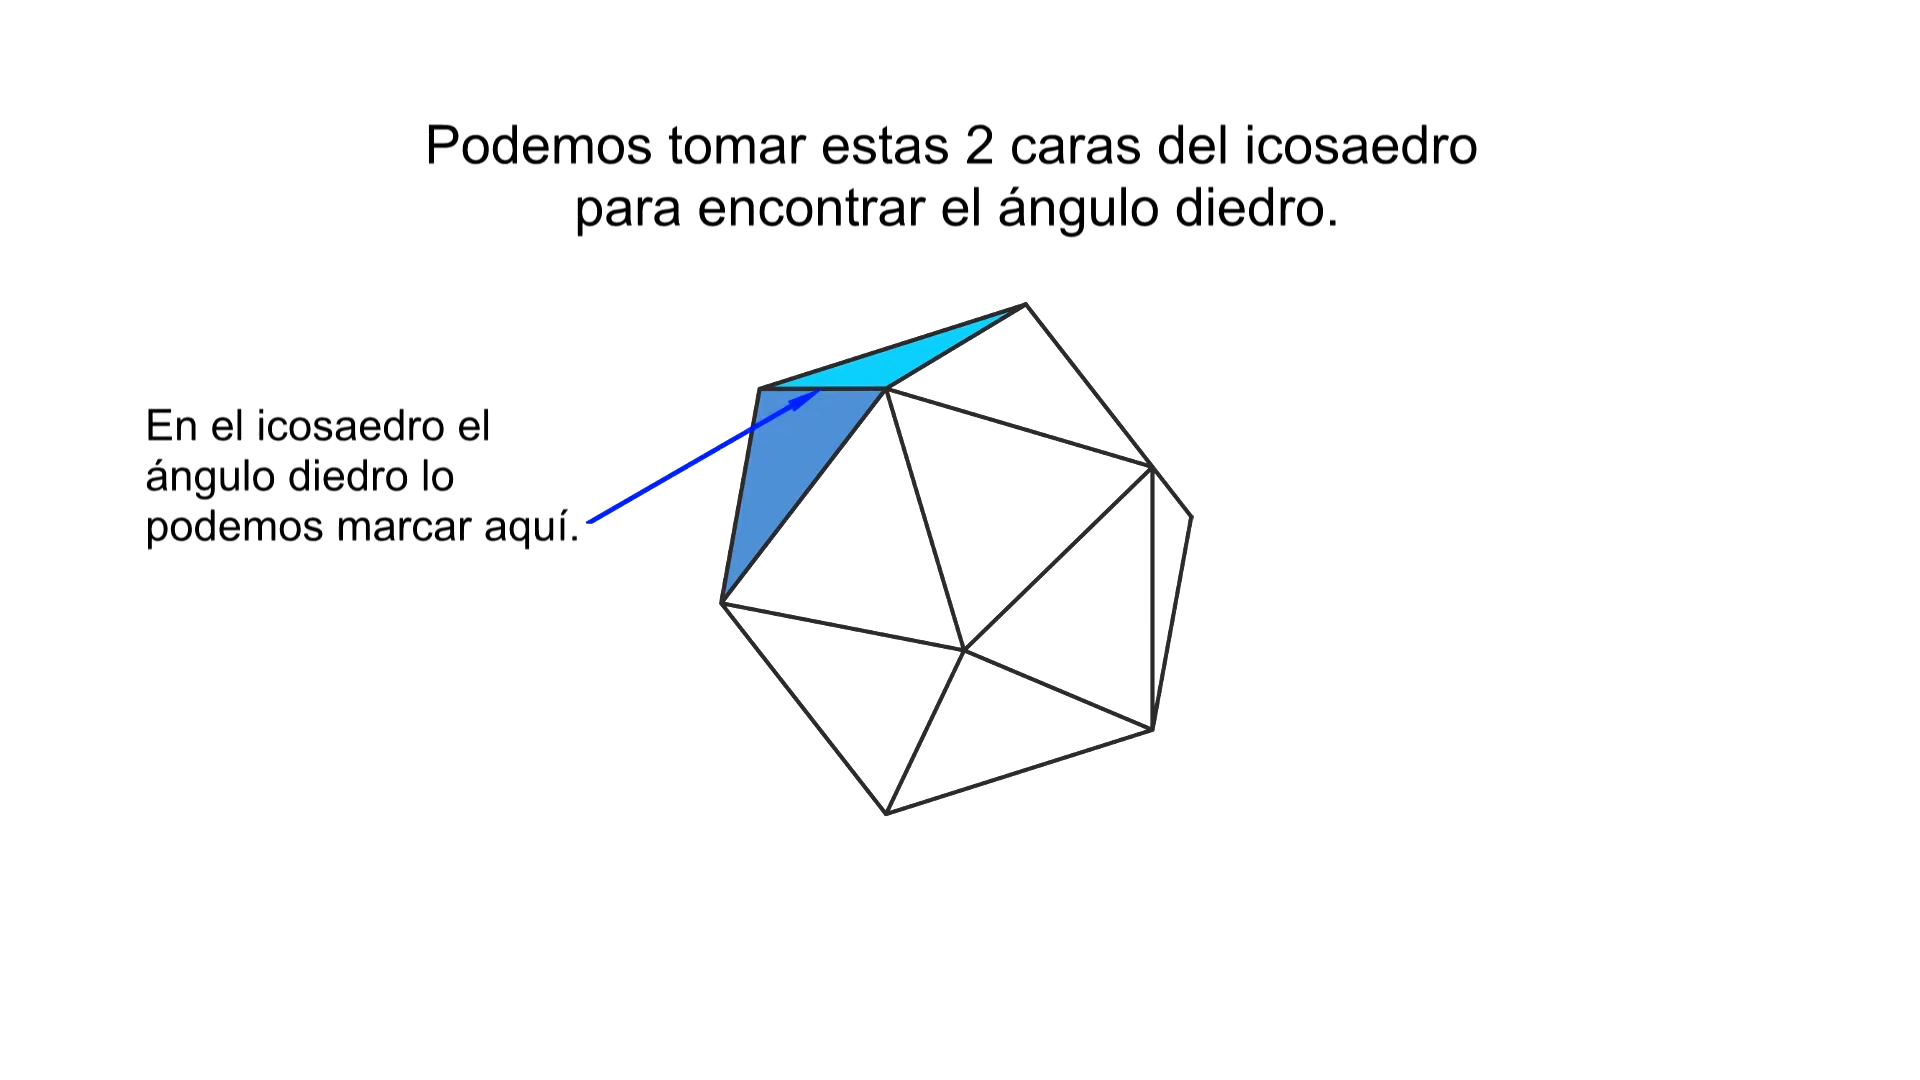 Podemos tomar estas 2 caras del icosaedro
para encontrar el ángulo diedro.
En el icosaedro el
ángulo diedro lo
podemos marcar aquí.